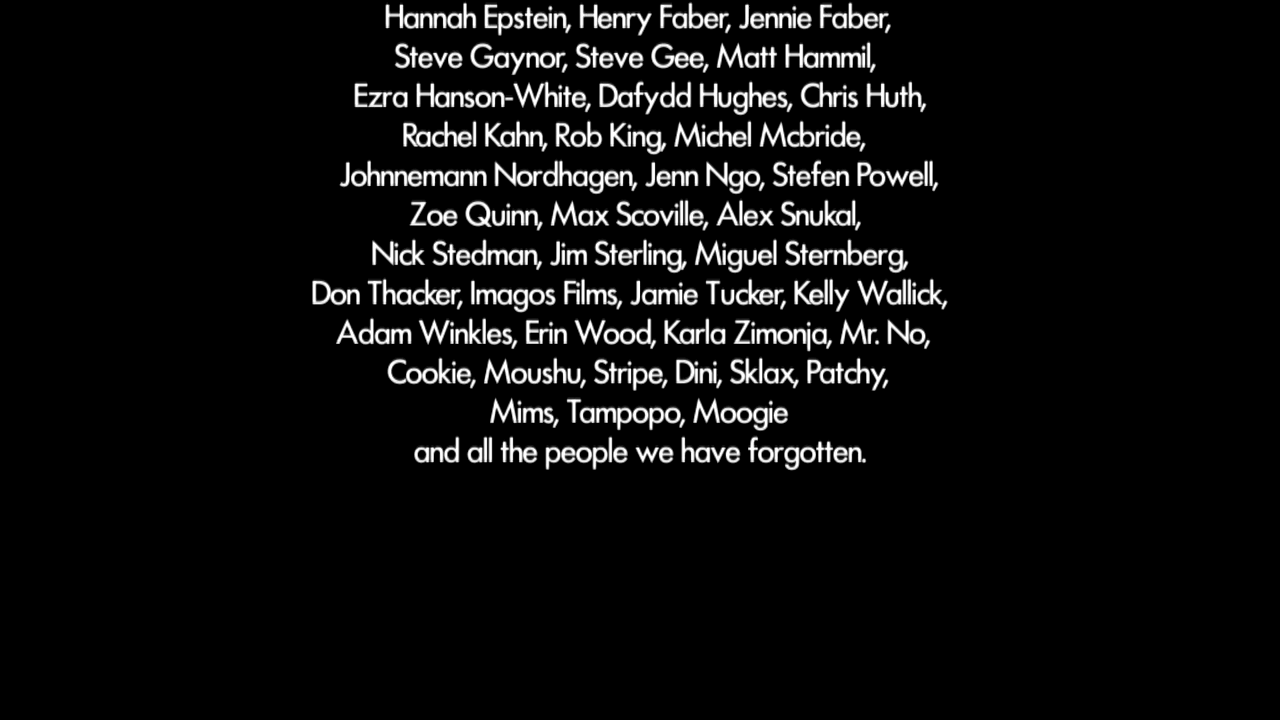 Hannah Epstein, Henry Faber, Jennie Faber,
Steve Gaynor, Steve Gee, Matt Hammil,
Ezra Hanson-White, Dafydd Hughes, Chris Huth,
Rachel Kahn, Rob King, Michel Mcbride,
Johnnemann Nordhagen, Jenn Ngo, Stefen Powell,
Zoe Quinn, Max Scoville, Alex Snukal,
Nick Stedman, Jim Sterling, Miguel Sternberg,
Don Thacker, Imagos Films, Jamie Tucker, Kelly Wallick,
Adam Winkles, Erin Wood, Karla Zimonja, Mr. No,
Cookie, Moushu, Stripe, Dini, Sklax, Patchy,
Mims, Tampopo, Moogie
and all the people we have forgotten.